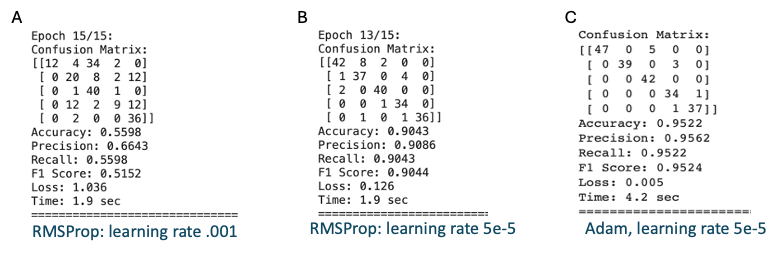 A
Epoch 15/15:
Confusion Matrix:
[[12 4 34 2 0]
[ 0 20 8 2 12]
[ 0 1 40 1 0]
[ 0 12 2 9 12]
[ 0 2 0 0 36]]
Accuracy: 0.5598
Precision: 0.6643
Recall: 0.5598
F1 Score: 0.5152
Loss: 1.036
Time: 1.9 sec
==============================
RMSProp: learning rate .001
B
Epoch 13/15:
Confusion Matrix:
[[42 8 2 0 0]
[ 1 37 0 4 0]
[ 2 0 40 0 0]
[ 0 0 1 34 0]
[ 0 1 0 1 36]]
Accuracy: 0.9043
Precision: 0.9086
Recall: 0.9043
F1 Score: 0.9044
Loss: 0.126
Time: 1.9 sec
=========================
RMSProp: learning rate 5e-5
C
Confusion Matrix:
[[47 0 5 0 0]
[ 0 39 0 3 0]
[ 0 0 42 0 0]
[ 0 0 0 34 1]
[ 0 0 0 1 37]]
Accuracy: 0.9522
Precision: 0.9562
Recall: 0.9522
F1 Score: 0.9524
Loss: 0.005
Time: 4.2 sec
=========================
Adam, learning rate 5e-5